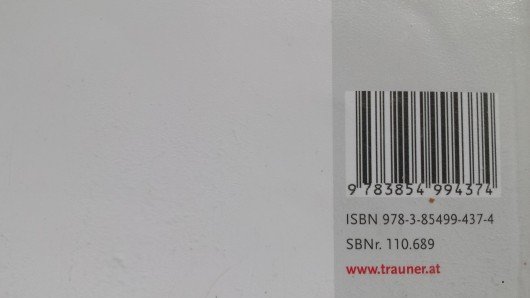 9 783854 994374
ISBN 978-3-85499-437-4
SBNr. 110.689
www.trauner.at